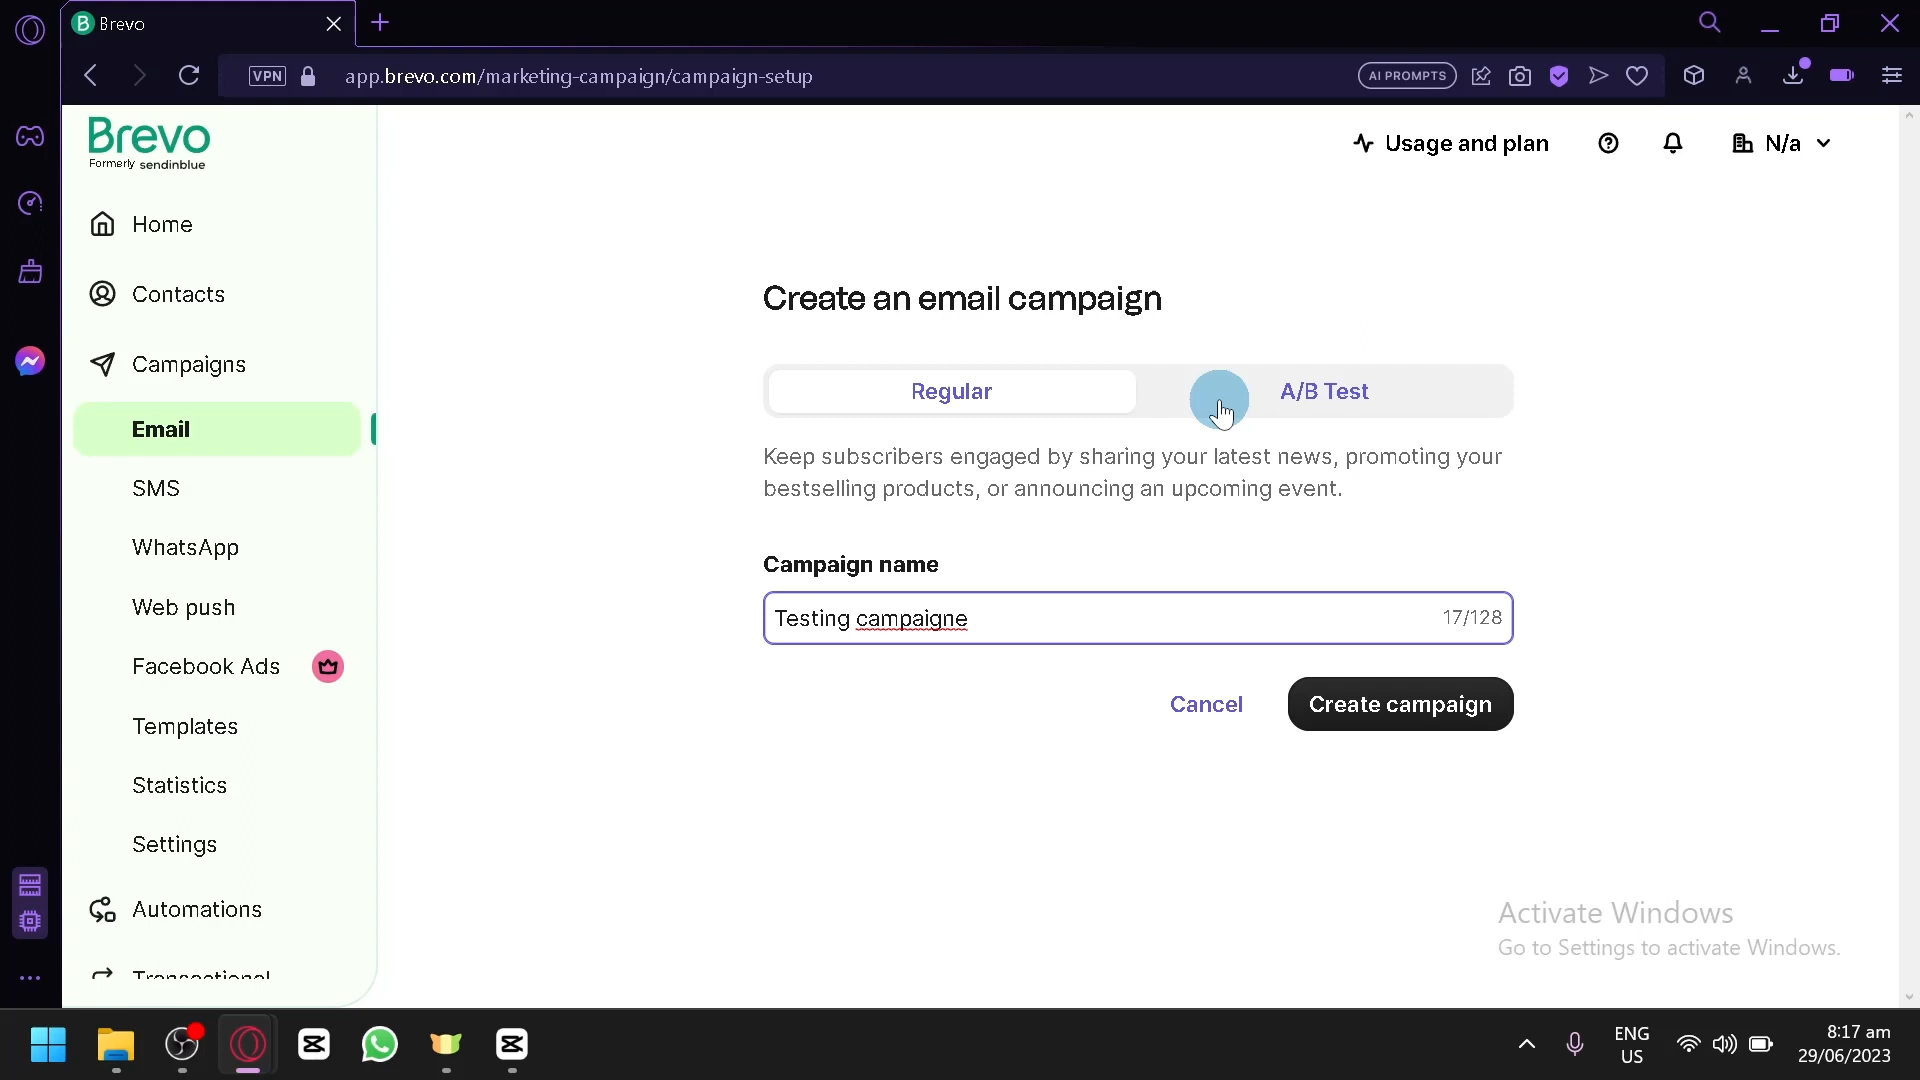 Brevo
VPN
app.brevo.com/marketing-campaign/campaign-setup
AI PROMPTS
Brevo
Formerly sendinblue
Usage and plan
N/a
Home
Contacts
Campaigns
Email
SMS
WhatsApp
Web push
Facebook Ads
Templates
Statistics
Settings
Automations
Transactional
Create an email campaign
Regular
A/B Test
Keep subscribers engaged by sharing your latest news, promoting your
bestselling products, or announcing an upcoming event.
Campaign name
Testing campaigne
17/128
Cancel
Create campaign
Activate Windows
Go to Settings to activate Windows.
ENG
US
8:17 am
29/06/2023